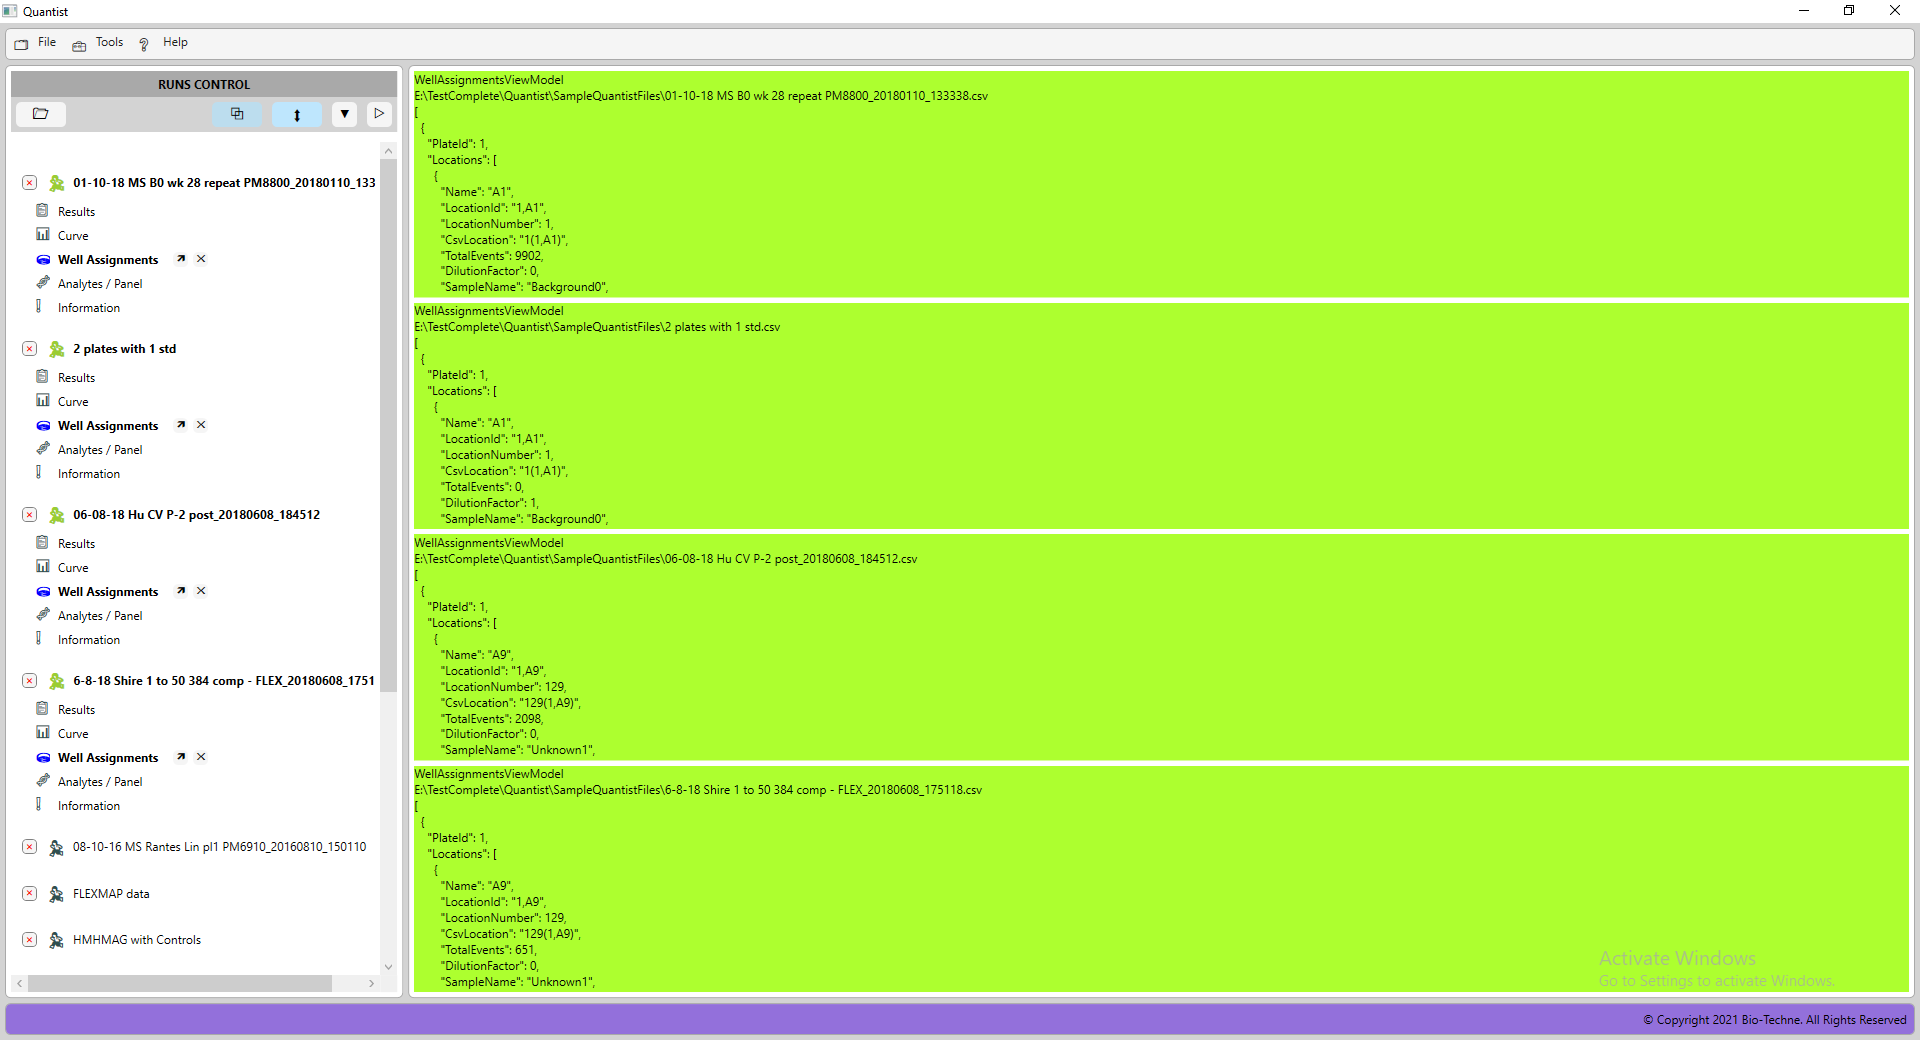 Quantist
File Tools Help
RUNS CONTROL
01-10-18 MS B0 wk 28 repeat PM8800_20180110_133
Results
Curve
Well Assignments
Analytes / Panel
Information
2 plates with 1 std
Results
Curve
Well Assignments
Analytes / Panel
Information
06-08-18 Hu CV P-2 post_20180608_184512
Results
Curve
Well Assignments
Analytes / Panel
Information
6-8-18 Shire 1 to 50 384 comp - FLEX_20180608_1751
Results
Curve
Well Assignments
Analytes / Panel
Information
08-10-16 MS Rantes Lin pl1 PM6910_20160810_150110
FLEXMAP data
HMHMAG with Controls
WellAssignmentsViewModel
E:\TestComplete\Quantist\SampleQuantistFiles\01-10-18 MS B0 wk 28 repeat PM8800_20180110_133338.csv
[
{
"PlateId": 1,
"Locations": [
{
"Name": "A1",
"LocationId": "1,A1",
"LocationNumber": 1,
"CsvLocation": "1(1,A1)",
"TotalEvents": 9902,
"DilutionFactor": 0,
"SampleName": "Background0",
WellAssignmentsViewModel
E:\TestComplete\Quantist\SampleQuantistFiles\2 plates with 1 std.csv
[
{
"PlateId": 1,
"Locations": [
{
"Name": "A1",
"LocationId": "1,A1",
"LocationNumber": 1,
"CsvLocation": "1(1,A1)",
"TotalEvents": 0,
"DilutionFactor": 1,
"SampleName": "Background0",
WellAssignmentsViewModel
E:\TestComplete\Quantist\SampleQuantistFiles\06-08-18 Hu CV P-2 post_20180608_184512.csv
[
{
"PlateId": 1,
"Locations": [
{
"Name": "A9",
"LocationId": "1,A9",
"LocationNumber": 129,
"CsvLocation": "129(1,A9)",
"TotalEvents": 2098,
"DilutionFactor": 0,
"SampleName": "Unknown1",
WellAssignmentsViewModel
E:\TestComplete\Quantist\SampleQuantistFiles\6-8-18 Shire 1 to 50 384 comp - FLEX_20180608_175118.csv
[
{
"PlateId": 1,
"Locations": [
{
"Name": "A9",
"LocationId": "1,A9",
"LocationNumber": 129,
"CsvLocation": "129(1,A9)",
"TotalEvents": 651,
"DilutionFactor": 0,
"SampleName": "Unknown1",
Activate Windows
Go to Settings to activate Windows.
© Copyright 2021 Bio-Techne. All Rights Reserved